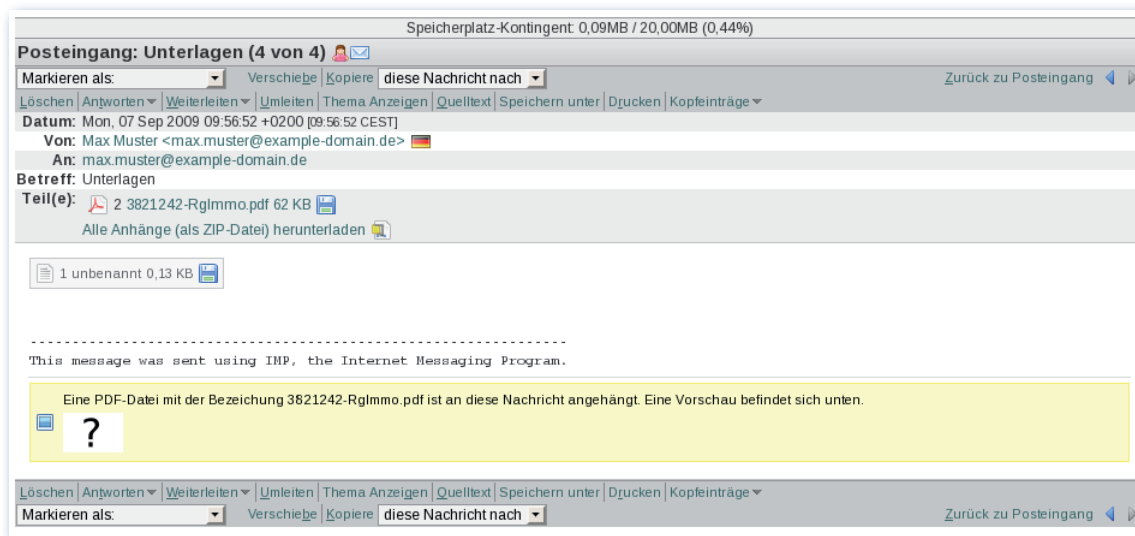 Speicherplatz-Kontingent: 0,09MB / 20,00MB (0,44%)
Posteingang: Unterlagen (4 von 4)
Markieren als: Verschiebe Kopiere diese Nachricht nach Zurück zu Posteingang
Löschen Antworten Weiterleiten Umleiten Thema Anzeigen Quelltext Speichern unter Drucken Kopfeinträge
Datum: Mon, 07 Sep 2009 09:56:52 +0200 [09:56:52 CEST]
Von: Max Muster <max.muster@example-domain.de>
An: max.muster@example-domain.de
Betreff: Unterlagen
Teil(e): 2 3821242-RgImmo.pdf 62 KB
Alle Anhänge (als ZIP-Datei) herunterladen
1 unbenannt 0,13 KB
----------------------------------------------------------------
This message was sent using IMP, the Internet Messaging Program.
Eine PDF-Datei mit der Bezeichung 3821242-RgImmo.pdf ist an diese Nachricht angehängt. Eine Vorschau befindet sich unten.
?
Löschen Antworten Weiterleiten Umleiten Thema Anzeigen Quelltext Speichern unter Drucken Kopfeinträge
Markieren als: Verschiebe Kopiere diese Nachricht nach Zurück zu Posteingang